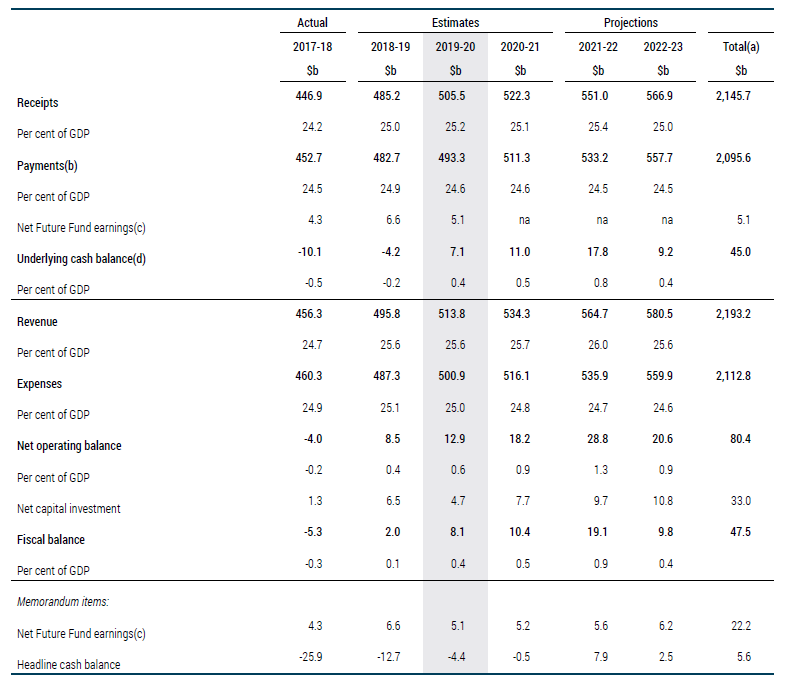 Actual Estimates Projections
2017-18 2018-19 2019-20 2020-21 2021-22 2022-23 Total(a)
$b $b $b $b $b $b $b
Receipts 446.9 485.2 505.5 522.3 551.0 566.9 2,145.7
Per cent of GDP 24.2 25.0 25.2 25.1 25.4 25.0
Payments(b) 452.7 482.7 493.3 511.3 533.2 557.7 2,095.6
Per cent of GDP 24.5 24.9 24.6 24.6 24.5 24.5
Net Future Fund earnings(c) 4.3 6.6 5.1 na na na 5.1
Underlying cash balance(d) -10.1 -4.2 7.1 11.0 17.8 9.2 45.0
Per cent of GDP -0.5 -0.2 0.4 0.5 0.8 0.4
Revenue 456.3 495.8 513.8 534.3 564.7 580.5 2,193.2
Per cent of GDP 24.7 25.6 25.6 25.7 26.0 25.6
Expenses 460.3 487.3 500.9 516.1 535.9 559.9 2,112.8
Per cent of GDP 24.9 25.1 25.0 24.8 24.7 24.6
Net operating balance -4.0 8.5 12.9 18.2 28.8 20.6 80.4
Per cent of GDP -0.2 0.4 0.6 0.9 1.3 0.9
Net capital investment 1.3 6.5 4.7 7.7 9.7 10.8 33.0
Fiscal balance -5.3 2.0 8.1 10.4 19.1 9.8 47.5
Per cent of GDP -0.3 0.1 0.4 0.5 0.9 0.4
Memorandum items:
Net Future Fund earnings(c) 4.3 6.6 5.1 5.2 5.6 6.2 22.2
Headline cash balance -25.9 -12.7 -4.4 -0.5 7.9 2.5 5.6